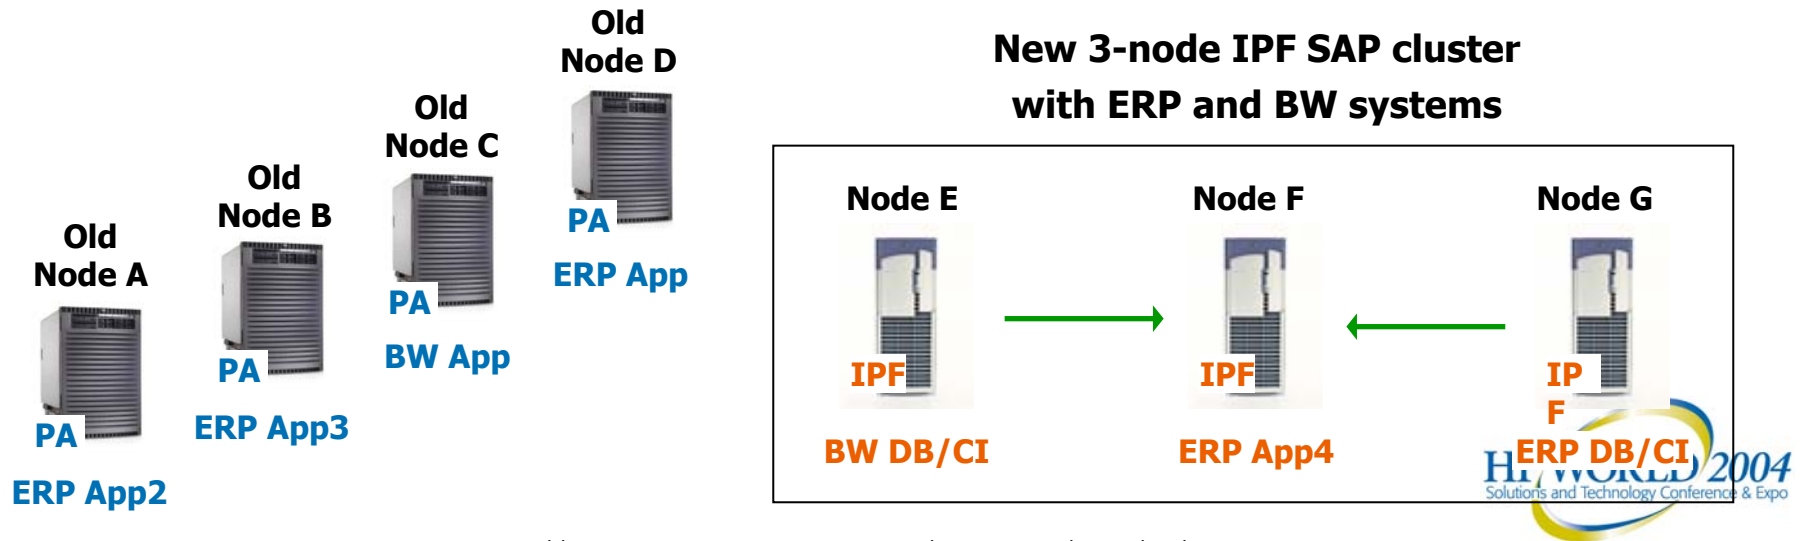 Old
Node A
PA
ERP App2
Old
Node B
PA
ERP App3
Old
Node C
PA
BW App
Old
Node D
PA
ERP App
New 3-node IPF SAP cluster
with ERP and BW systems
Node E
IPF
BW DB/CI
Node F
IPF
ERP App4
Node G
IP
F
ERP DB/CI
HP WORLD 2004
Solutions and Technology Conference & Expo